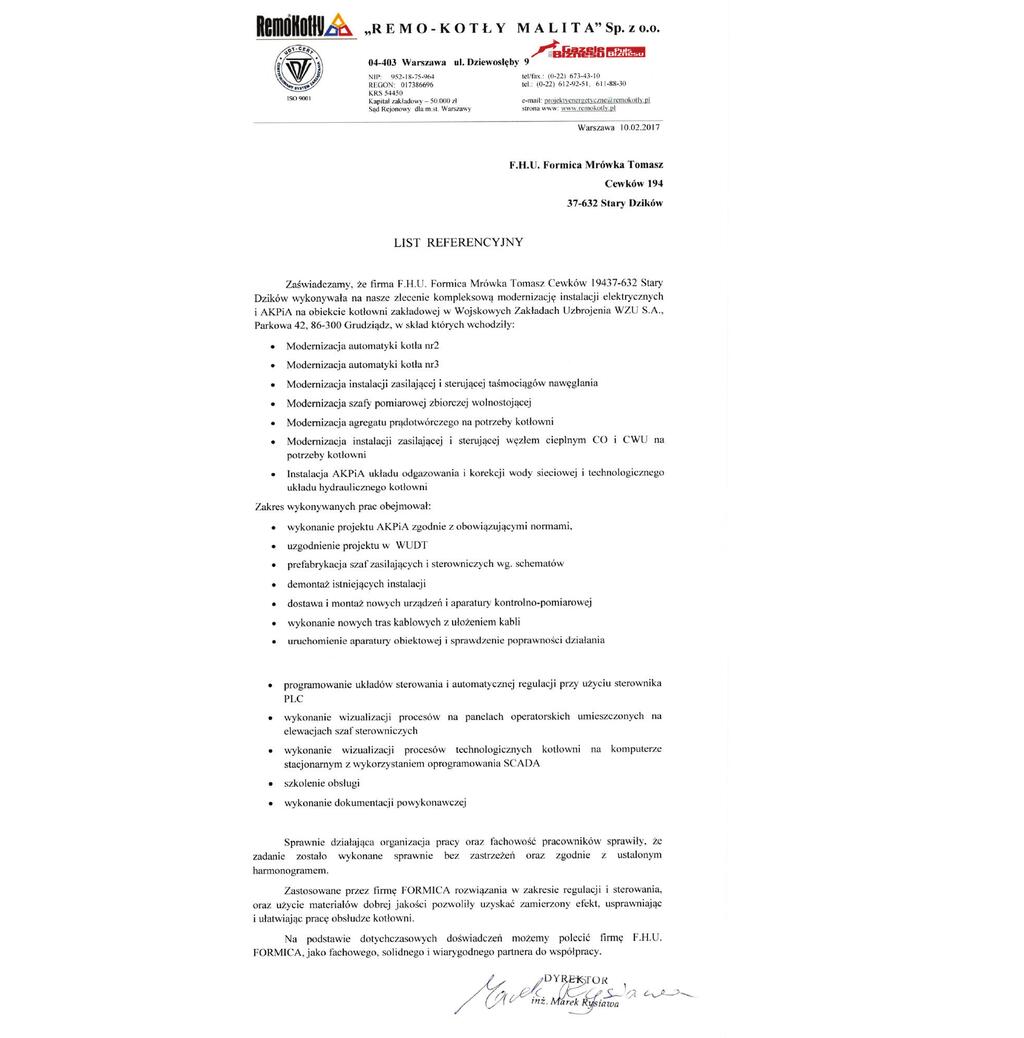 RemoKotły
„REMO-KOTŁY MALITA” Sp. z o.o.
UDT-CERT
ISO 9001
Gazele Biznesu
Puls Biznesu
04-403 Warszawa ul. Dziewosłęby 9
NIP: 952-18-75-964
tel/fax.: (0-22) 673-43-10
REGON: 017386696
tel.: (0-22) 612-92-51, 611-88-30
KRS 54450
Kapitał zakładowy – 50.000 zł
e-mail: projektyenergetyczne@remokotly.pl
Sąd Rejonowy dla m.st. Warszawy
strona www: www.remokotly.pl
Warszawa 10.02.2017
F.H.U. Formica Mrówka Tomasz
Cewków 194
37-632 Stary Dzików
LIST REFERENCYJNY
Zaświadczamy, że firma F.H.U. Formica Mrówka Tomasz Cewków 19437-632 Stary
Dzików wykonywała na nasze zlecenie kompleksową modernizację instalacji elektrycznych
i AKPiA na obiekcie kotłowni zakładowej w Wojskowych Zakładach Uzbrojenia WZU S.A.,
Parkowa 42, 86-300 Grudziądz, w skład których wchodziły:
• Modernizacja automatyki kotła nr2
• Modernizacja automatyki kotła nr3
• Modernizacja instalacji zasilającej i sterującej taśmociągów nawęglania
• Modernizacja szafy pomiarowej zbiorczej wolnostojącej
• Modernizacja agregatu prądotwórczego na potrzeby kotłowni
• Modernizacja instalacji zasilającej i sterującej węzłem cieplnym CO i CWU na
potrzeby kotłowni
• Instalacja AKPiA układu odgazowania i korekcji wody sieciowej i technologicznego
układu hydraulicznego kotłowni
Zakres wykonywanych prac obejmował:
• wykonanie projektu AKPiA zgodnie z obowiązującymi normami,
• uzgodnienie projektu w WUDT
• prefabrykacja szaf zasilających i sterowniczych wg. schematów
• demontaż istniejących instalacji
• dostawa i montaż nowych urządzeń i aparatury kontrolno-pomiarowej
• wykonanie nowych tras kablowych z ułożeniem kabli
• uruchomienie aparatury obiektowej i sprawdzenie poprawności działania
• programowanie układów sterowania i automatycznej regulacji przy użyciu sterownika
PLC
• wykonanie wizualizacji procesów na panelach operatorskich umieszczonych na
elewacjach szaf sterowniczych
• wykonanie wizualizacji procesów technologicznych kotłowni na komputerze
stacjonarnym z wykorzystaniem oprogramowania SCADA
• szkolenie obsługi
• wykonanie dokumentacji powykonawczej
Sprawnie działająca organizacja pracy oraz fachowość pracowników sprawiły, że
zadanie zostało wykonane sprawnie bez zastrzeżeń oraz zgodnie z ustalonym
harmonogramem.
Zastosowane przez firmę FORMICA rozwiązania w zakresie regulacji i sterowania,
oraz użycie materiałów dobrej jakości pozwoliły uzyskać zamierzony efekt, usprawniając
i ułatwiając pracę obsłudze kotłowni.
Na podstawie dotychczasowych doświadczeń możemy polecić firmę F.H.U.
FORMICA, jako fachowego, solidnego i wiarygodnego partnera do współpracy.
DYREKTOR
Marek Rysiawa
inż. Marek Rysiawa